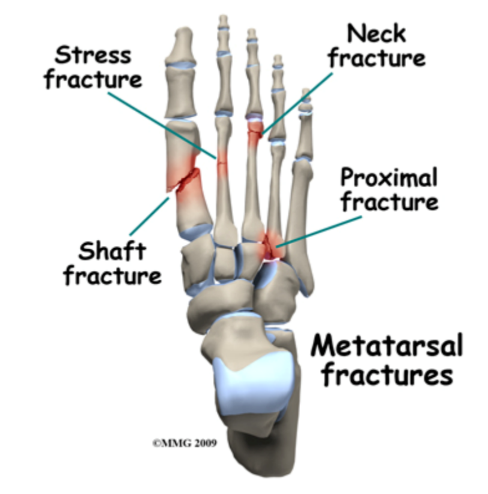 Stress
fracture
Neck
fracture
Proximal
fracture
Shaft
fracture
Metatarsal
fractures
©MMG 2009